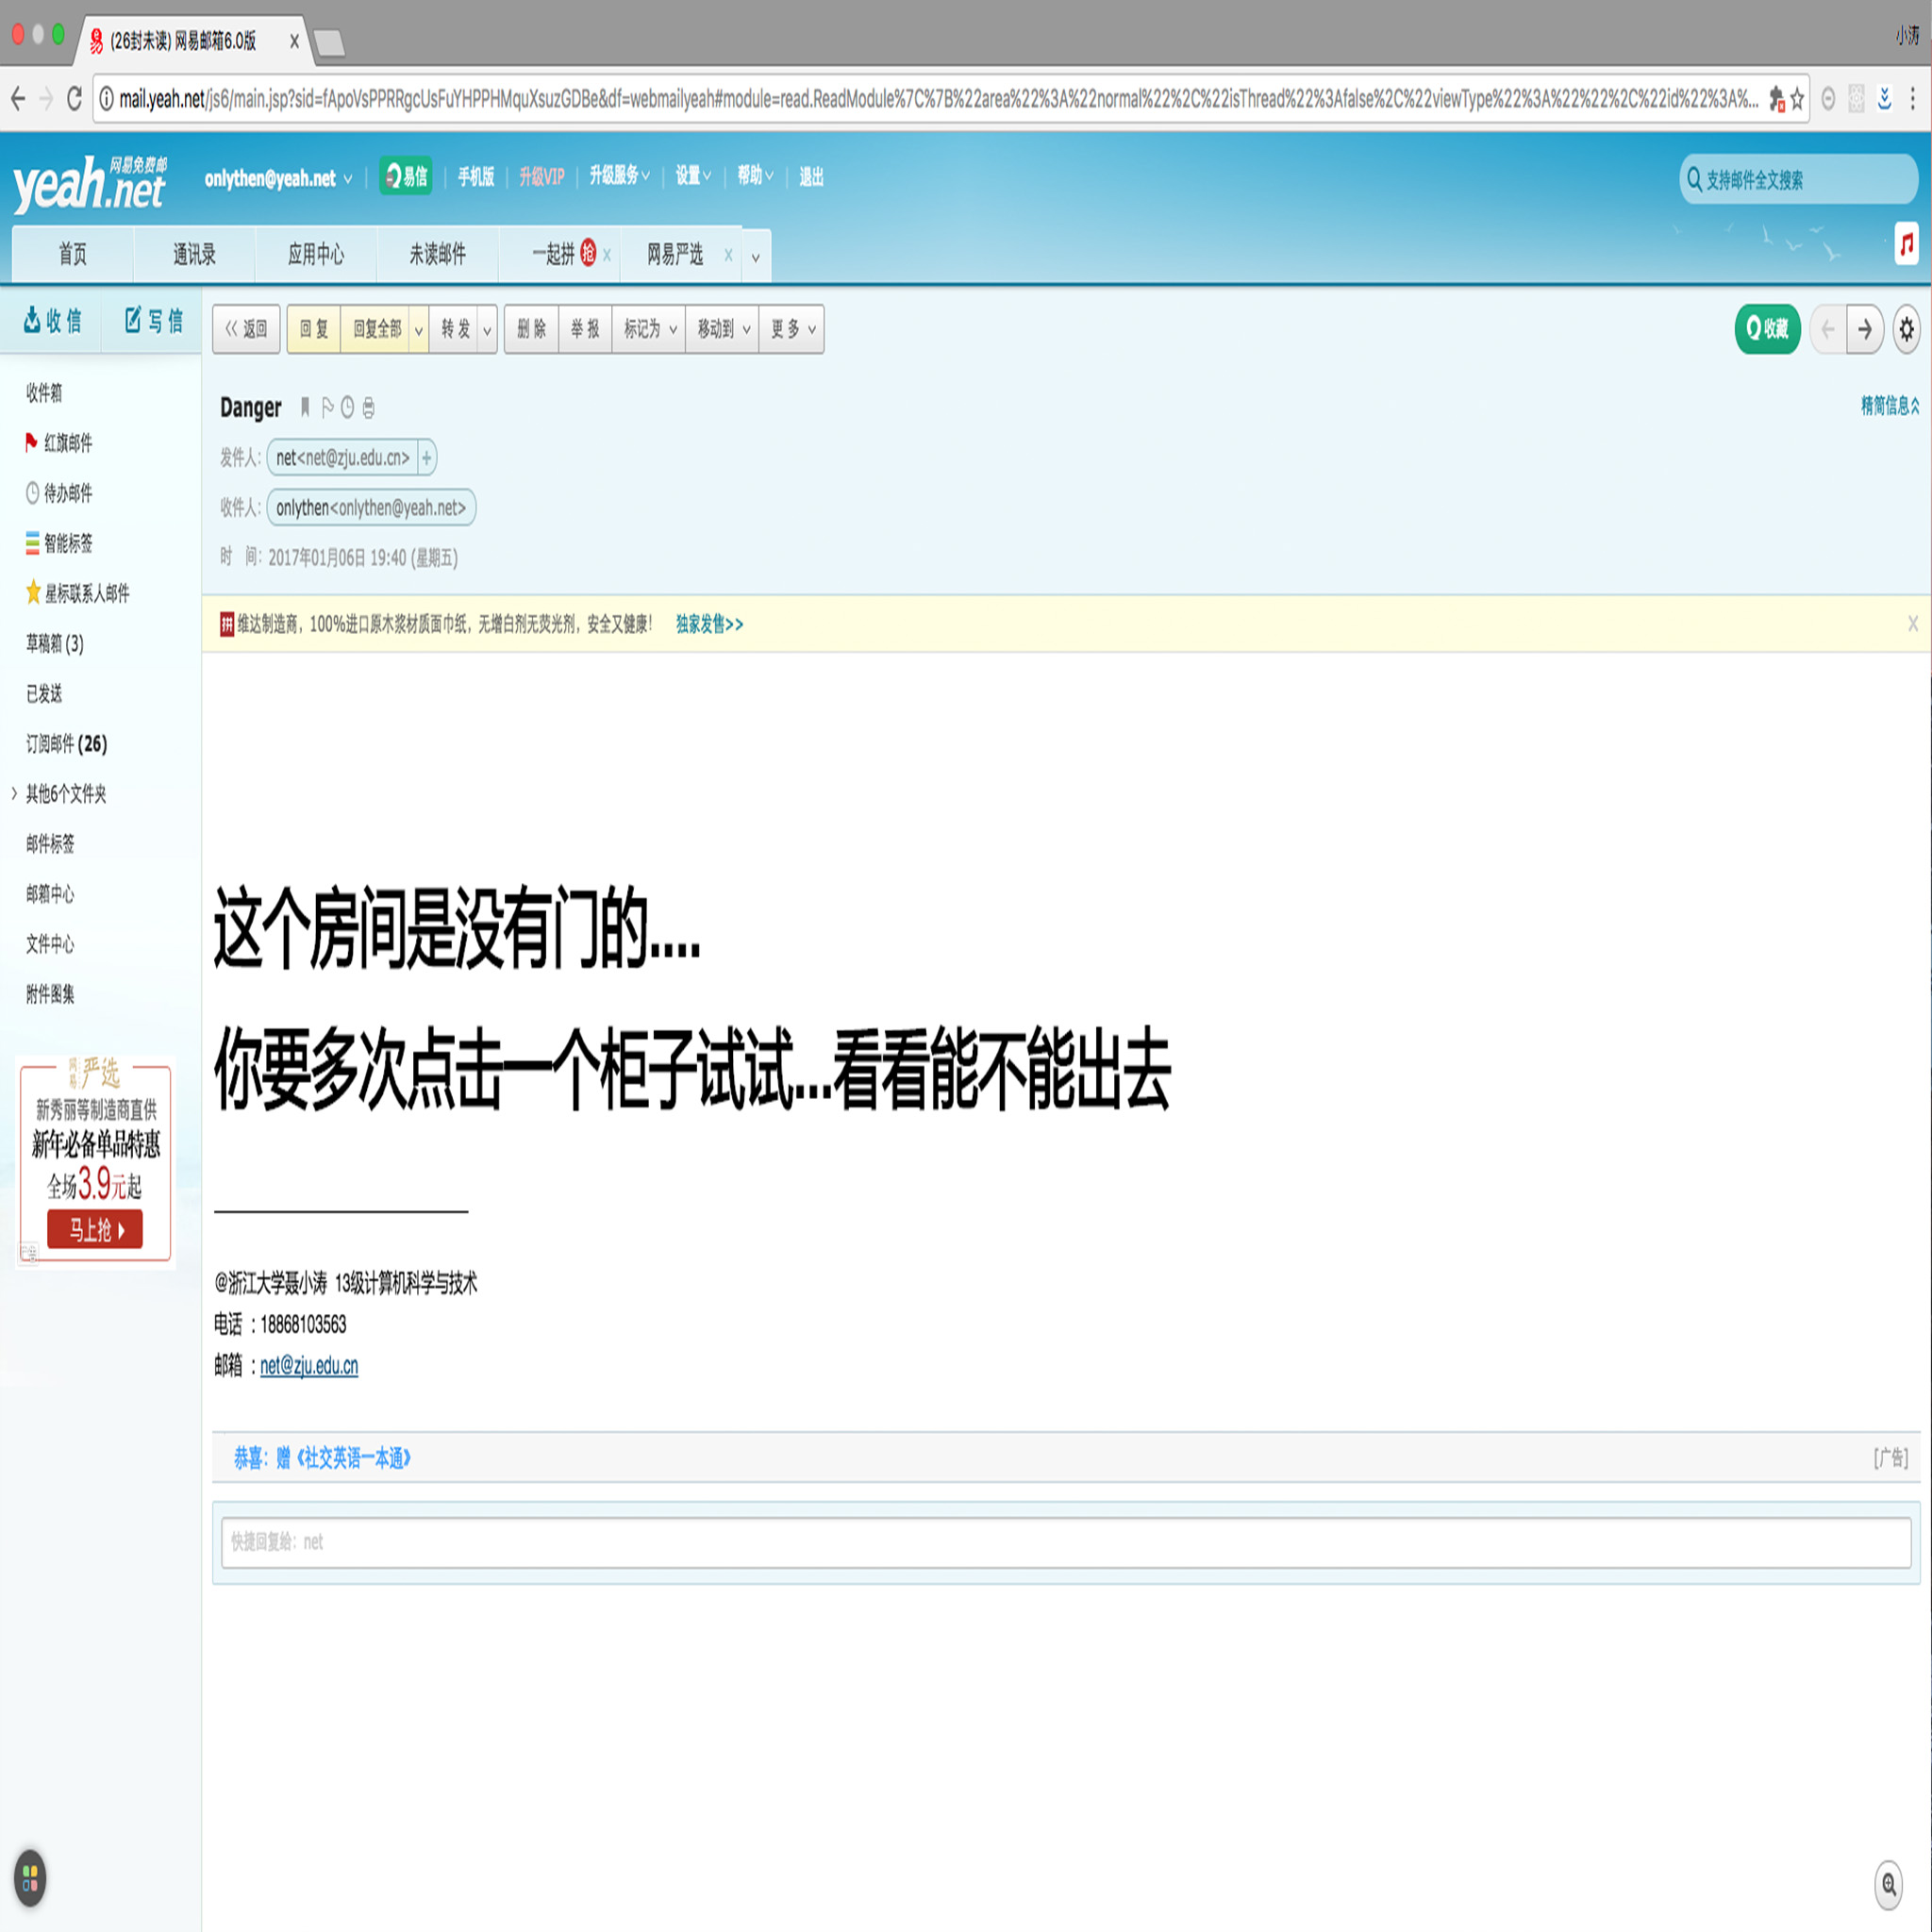 (26封未读) 网易邮箱6.0版
小涛
mail.yeah.net/js6/main.jsp?sid=fApoVsPPRRgcUsFuYHPPHMquXsuzGDBe&df=webmailyeah#module=read.ReadModule%7C%7B%22area%22%3A%22normal%22%2C%22isThread%22%3Afalse%2C%22viewType%22%3A%22%22%2C%22id%22%3A%...
yeah.net 网易免费邮
onlythen@yeah.net 易信 手机版 升级VIP 升级服务 设置 帮助 退出
支持邮件全文搜索
首页 通讯录 应用中心 未读邮件 一起拼 抢 网易严选
收信 写信
<< 返回 回复 回复全部 转发 删除 举报 标记为 移动到 更多
收藏
收件箱
红旗邮件
待办邮件
智能标签
星标联系人邮件
草稿箱 (3)
已发送
订阅邮件 (26)
其他6个文件夹
邮件标签
邮箱中心
文件中心
附件图集
网易严选
新秀丽等制造商直供
新年必备单品特惠
全场3.9元起
马上抢
广告
Danger
精简信息
发件人: net<net@zju.edu.cn> +
收件人: onlythen<onlythen@yeah.net>
时 间: 2017年01月06日 19:40 (星期五)
拼 维达制造商，100%进口原木浆材质面巾纸，无增白剂无荧光剂，安全又健康！ 独家发售>>
这个房间是没有门的....
你要多次点击一个柜子试试...看看能不能出去
@浙江大学聂小涛 13级计算机科学与技术
电话 : 18868103563
邮箱 : net@zju.edu.cn
恭喜：赠《社交英语一本通》
[广告]
快捷回复给：net